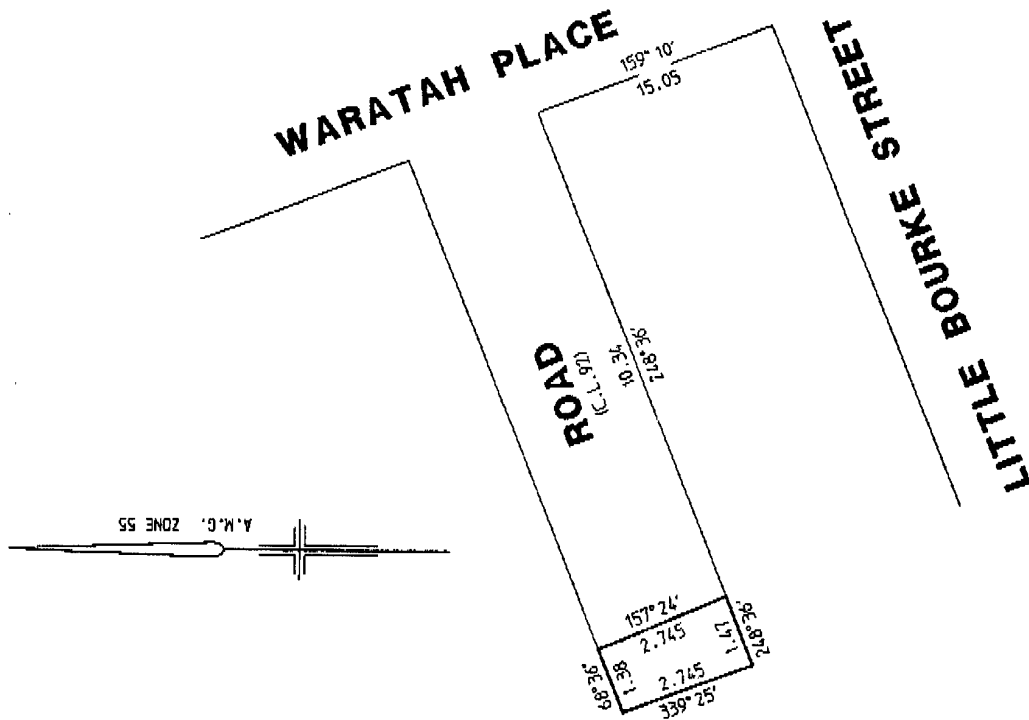 WARATAH PLACE
159° 10'
15.05
LITTLE BOURKE STREET
ROAD
(C.L.92)
10.34
248° 36'
A.M.G. ZONE 55
157° 24'
2.745
68° 36'
1.38
1.47
248° 36'
2.745
339° 25'